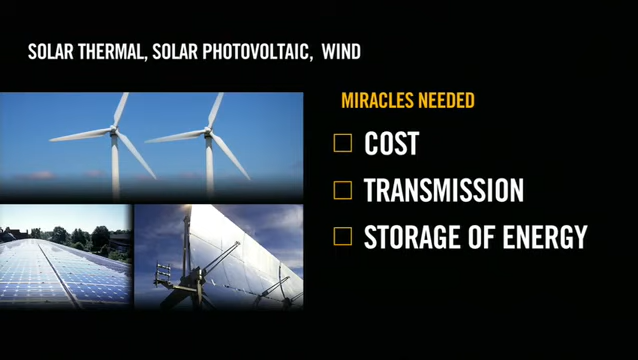 SOLAR THERMAL, SOLAR PHOTOVOLTAIC, WIND
MIRACLES NEEDED
COST
TRANSMISSION
STORAGE OF ENERGY